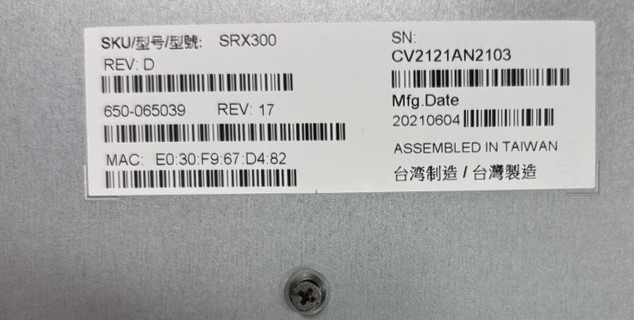 SKU/型号/型號: SRX300
REV: D
650-065039 REV: 17
MAC: E0:30:F9:67:D4:82
SN:
CV2121AN2103
Mfg.Date
20210604
ASSEMBLED IN TAIWAN
台湾制造 / 台灣製造